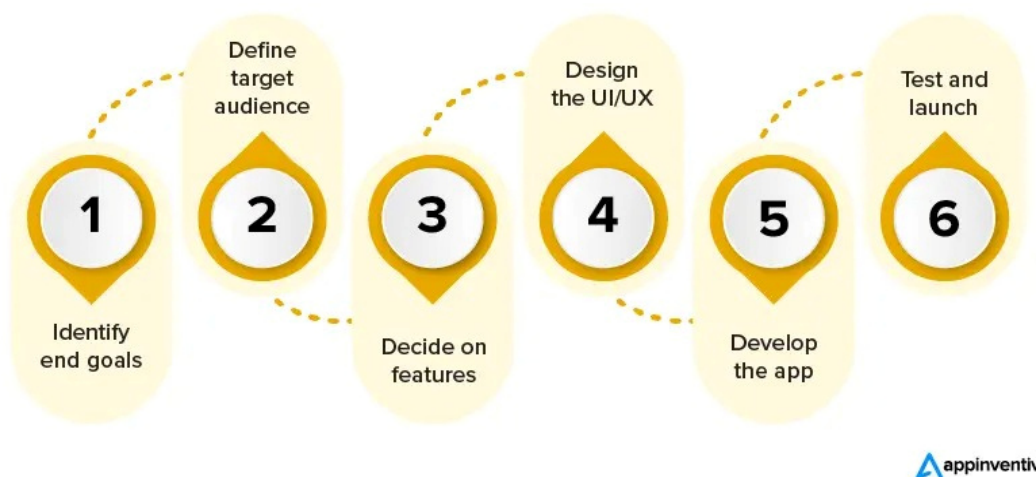 1
Identify
end goals
Define
target
audience
2
3
Decide on
features
Design
the UI/UX
4
5
Develop
the app
Test and
launch
6
appinventiv